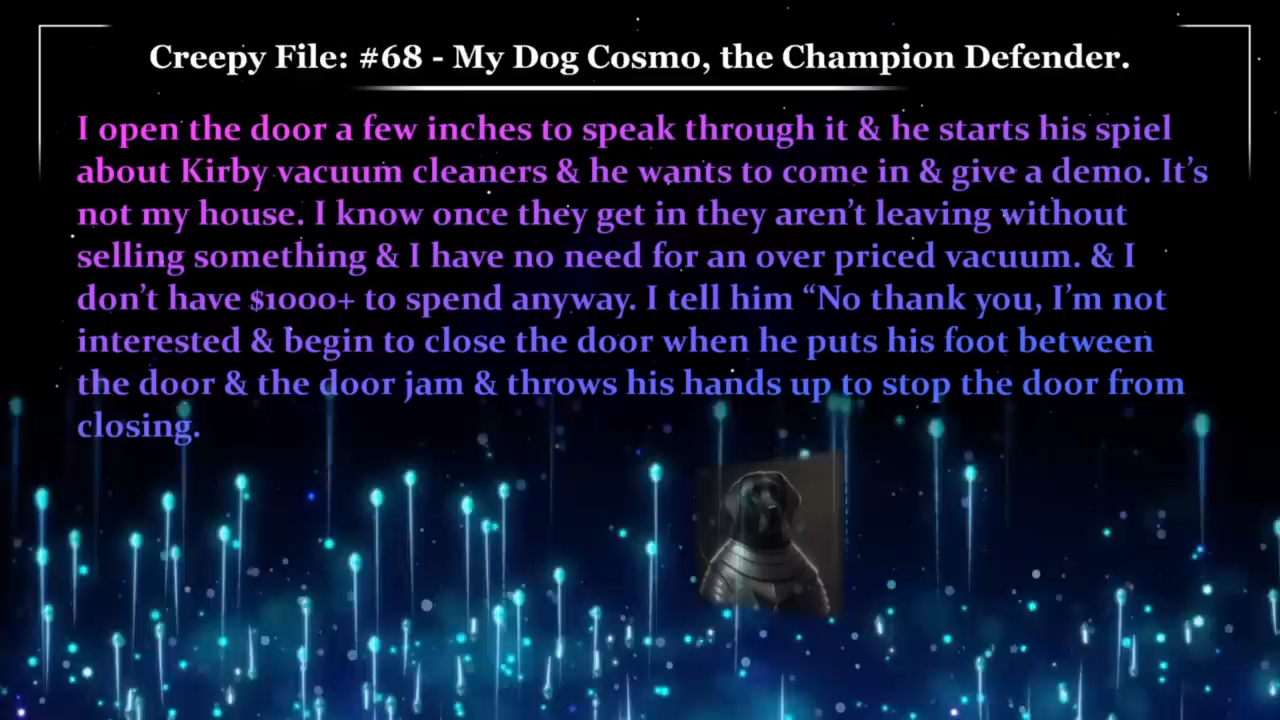 Creepy File: #68 - My Dog Cosmo, the Champion Defender.
I open the door a few inches to speak through it & he starts his spiel
about Kirby vacuum cleaners & he wants to come in & give a demo. It’s
not my house. I know once they get in they aren’t leaving without
selling something & I have no need for an over priced vacuum. & I
don’t have $1000+ to spend anyway. I tell him “No thank you, I’m not
interested & begin to close the door when he puts his foot between
the door & the door jam & throws his hands up to stop the door from
closing.